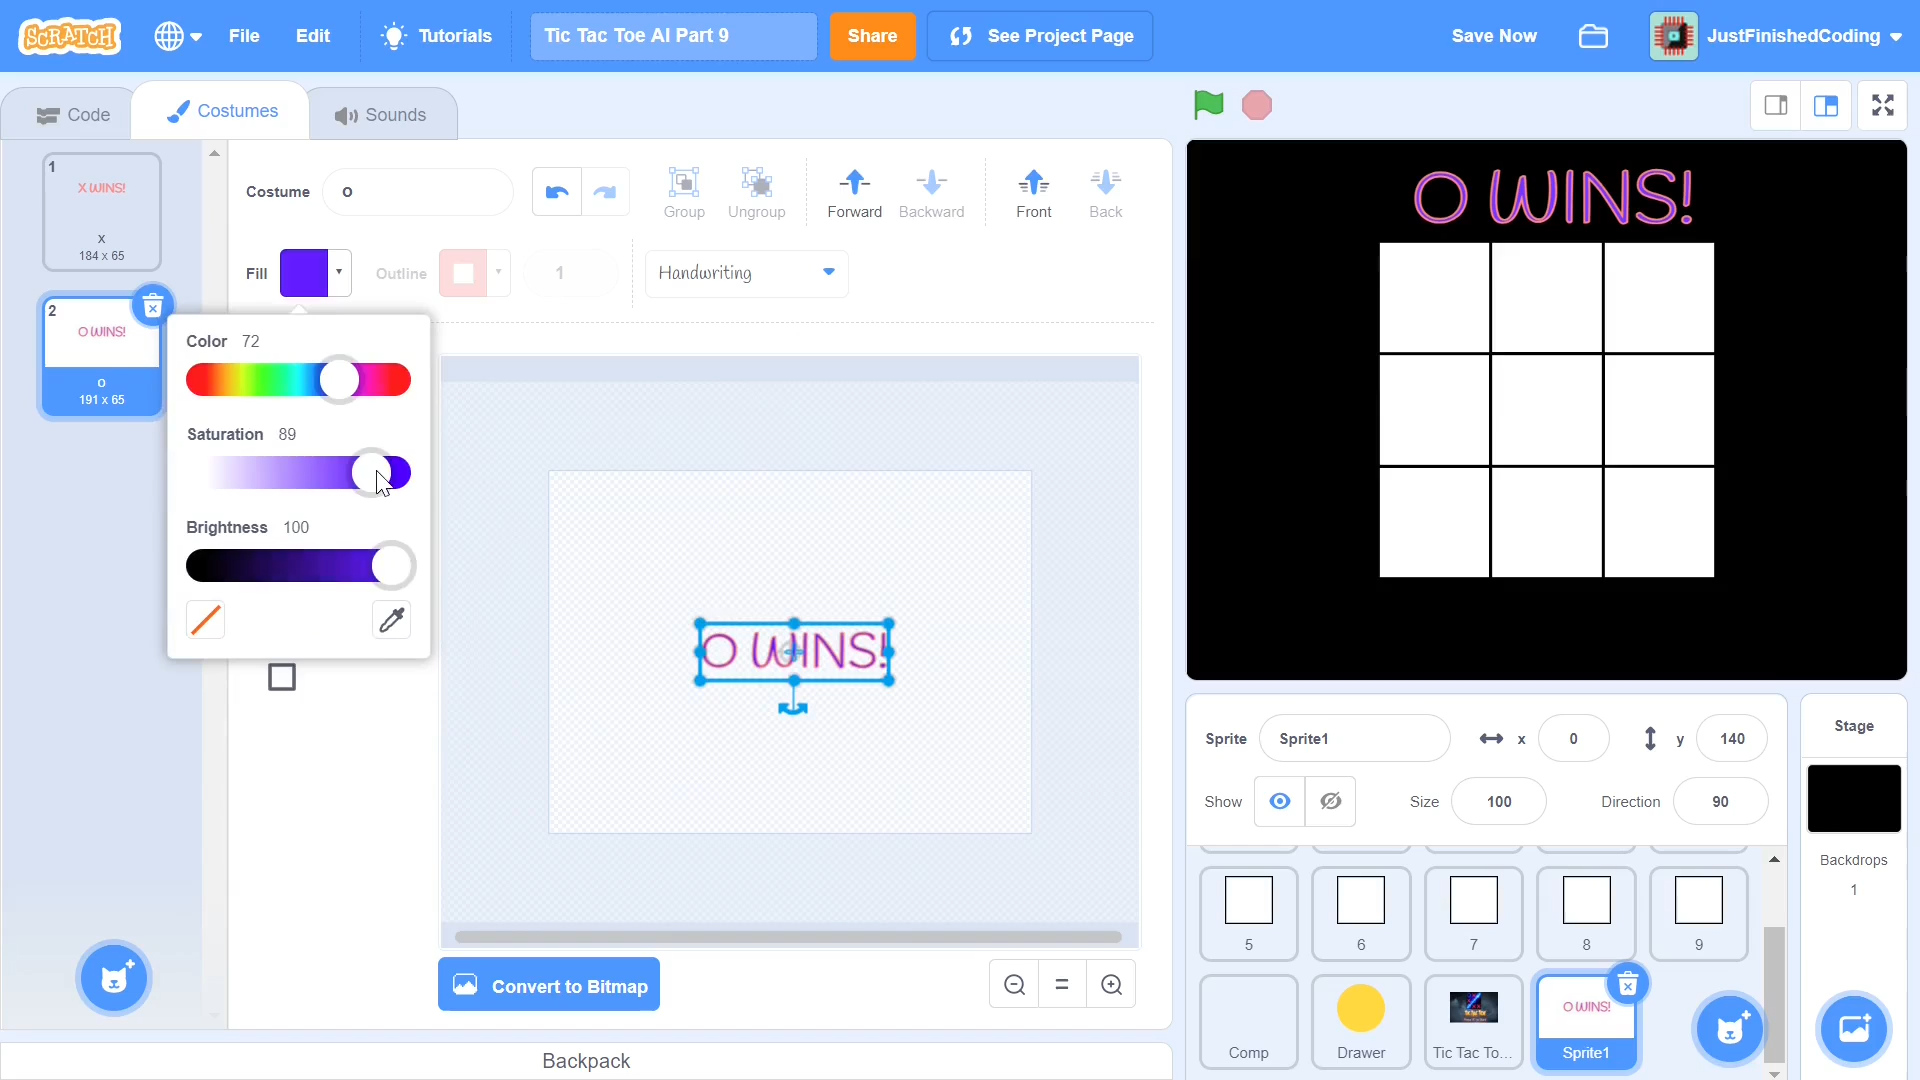 SCRATCH
File
Edit
Tutorials
Tic Tac Toe AI Part 9
Share
See Project Page
Save Now
JustFinishedCoding
Code
Costumes
Sounds
1
X WINS!
X
184 x 65
2
O WINS!
o
191 x 65
Costume
o
Group
Ungroup
Forward
Backward
Front
Back
Fill
Outline
1
Handwriting
Color 72
Saturation 89
Brightness 100
O WINS!
Convert to Bitmap
Backpack
O WINS!
Sprite
Sprite1
x
0
y
140
Show
Size
100
Direction
90
5
6
7
8
9
Comp
Drawer
Tic Tac To...
O WINS!
Sprite1
Stage
Backdrops
1